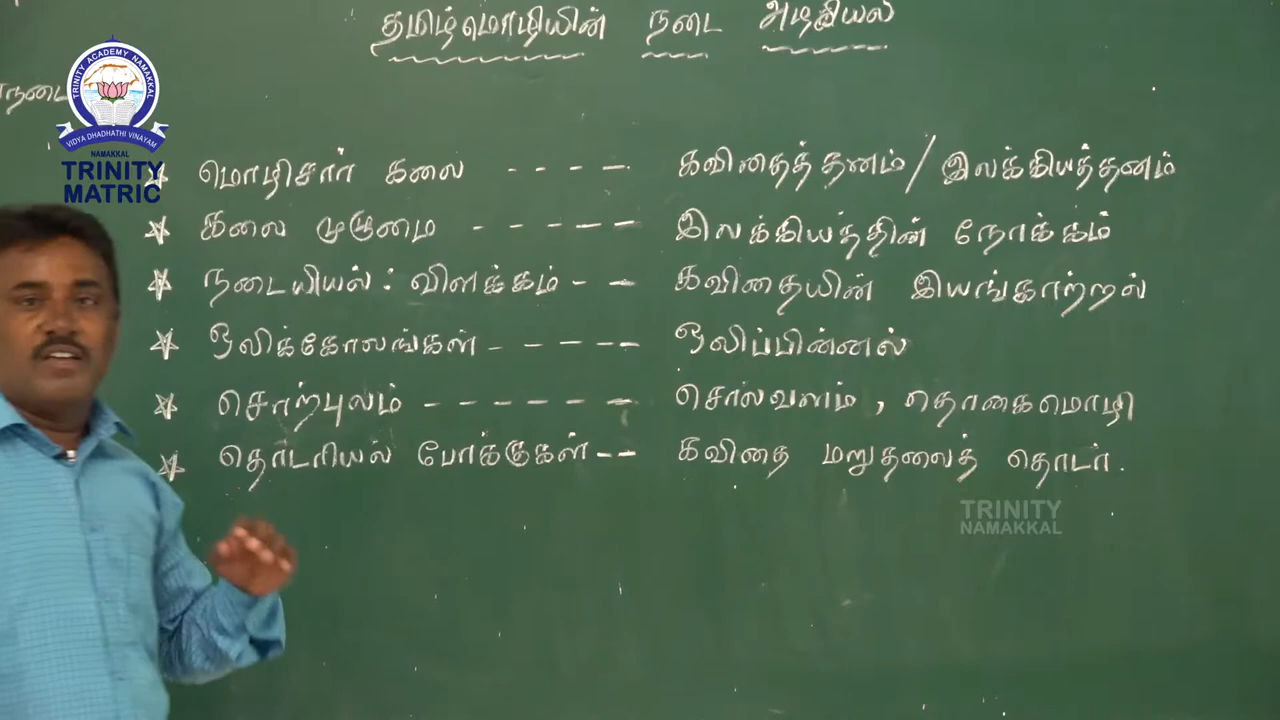 தமிழ்மொழியின் நடை அழகியல்
நடை
TRINITY ACADEMY NAMAKKAL
VIDYA DHADHATHI VINAYAM
NAMAKKAL
TRINITY
MATRIC
மொழிசார் கலை - - - - கவிதைத்தனம் / இலக்கியத்தனம்
கலை முழுமை - - - - - இலக்கியத்தின் நோக்கம்
நடையியல் : விளக்கம் - - கவிதையின் இயங்காற்றல்
ஒலிக்கோலங்கள் - - - - - ஒலிப்பின்னல்
சொற்புலம் - - - - - - - சொல்வளம் , தொகைமொழி
தொடரியல் போக்குகள் - - கவிதை மறுதலைத் தொடர் .
TRINITY
NAMAKKAL